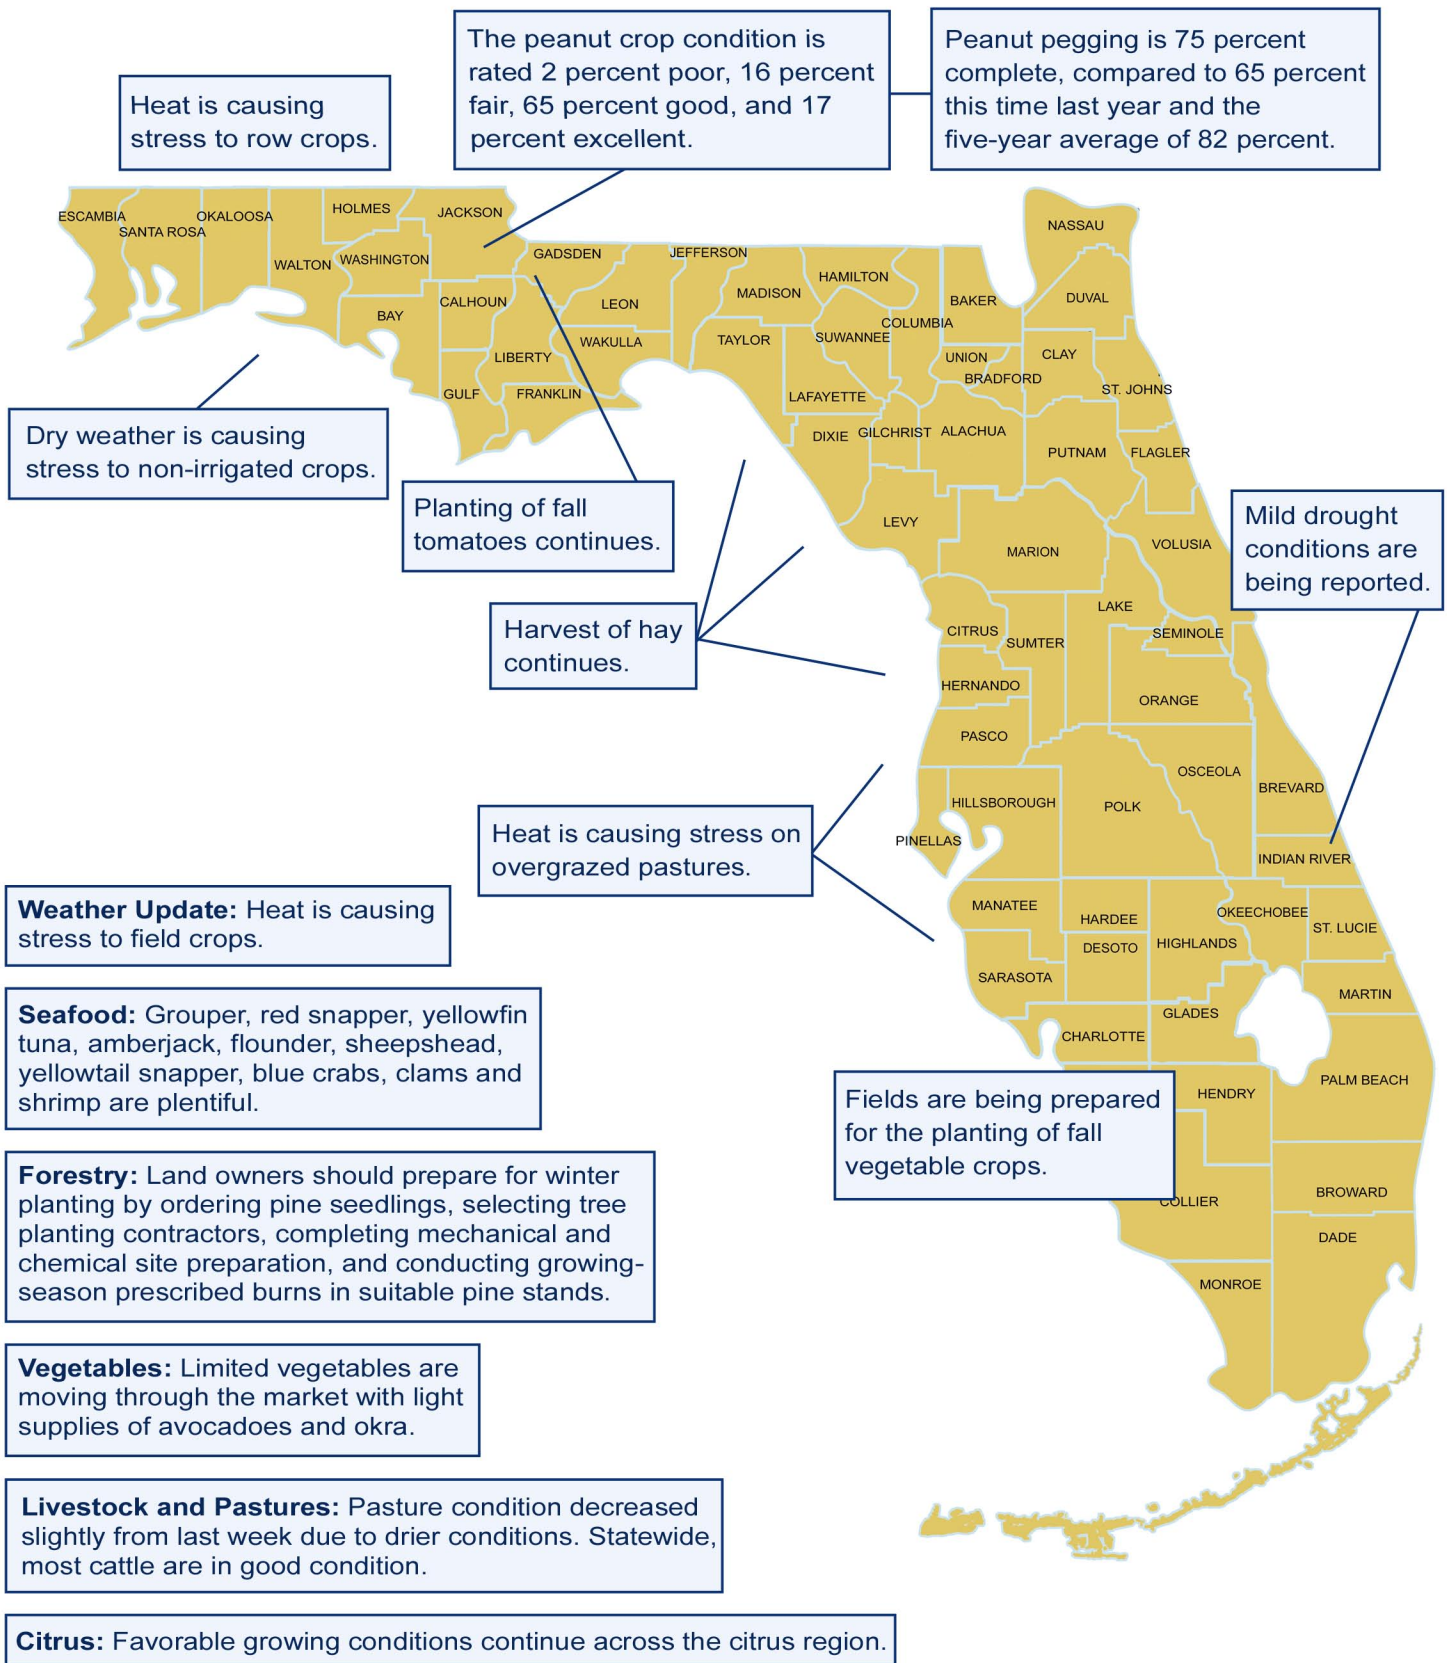 The peanut crop condition is
rated 2 percent poor, 16 percent
fair, 65 percent good, and 17
percent excellent.
Peanut pegging is 75 percent
complete, compared to 65 percent
this time last year and the
five-year average of 82 percent.
Heat is causing
stress to row crops.
ESCAMBIA
SANTA ROSA
OKALOOSA
WALTON
HOLMES
WASHINGTON
JACKSON
BAY
CALHOUN
GULF
LIBERTY
FRANKLIN
GADSDEN
LEON
WAKULLA
JEFFERSON
MADISON
TAYLOR
HAMILTON
SUWANNEE
LAFAYETTE
COLUMBIA
BAKER
NASSAU
DUVAL
UNION
BRADFORD
CLAY
ST. JOHNS
DIXIE
GILCHRIST
ALACHUA
PUTNAM
FLAGLER
Dry weather is causing
stress to non-irrigated crops.
Planting of fall
tomatoes continues.
LEVY
MARION
VOLUSIA
Mild drought
conditions are
being reported.
Harvest of hay
continues.
CITRUS
SUMTER
LAKE
SEMINOLE
HERNANDO
ORANGE
PASCO
OSCEOLA
BREVARD
HILLSBOROUGH
POLK
PINELLAS
INDIAN RIVER
Heat is causing stress on
overgrazed pastures.
MANATEE
HARDEE
OKEECHOBEE
ST. LUCIE
DESOTO
HIGHLANDS
SARASOTA
MARTIN
GLADES
CHARLOTTE
PALM BEACH
HENDRY
Fields are being prepared
for the planting of fall
vegetable crops.
COLLIER
BROWARD
DADE
MONROE
Weather Update: Heat is causing
stress to field crops.
Seafood: Grouper, red snapper, yellowfin
tuna, amberjack, flounder, sheepshead,
yellowtail snapper, blue crabs, clams and
shrimp are plentiful.
Forestry: Land owners should prepare for winter
planting by ordering pine seedlings, selecting tree
planting contractors, completing mechanical and
chemical site preparation, and conducting growing-
season prescribed burns in suitable pine stands.
Vegetables: Limited vegetables are
moving through the market with light
supplies of avocadoes and okra.
Livestock and Pastures: Pasture condition decreased
slightly from last week due to drier conditions. Statewide,
most cattle are in good condition.
Citrus: Favorable growing conditions continue across the citrus region.